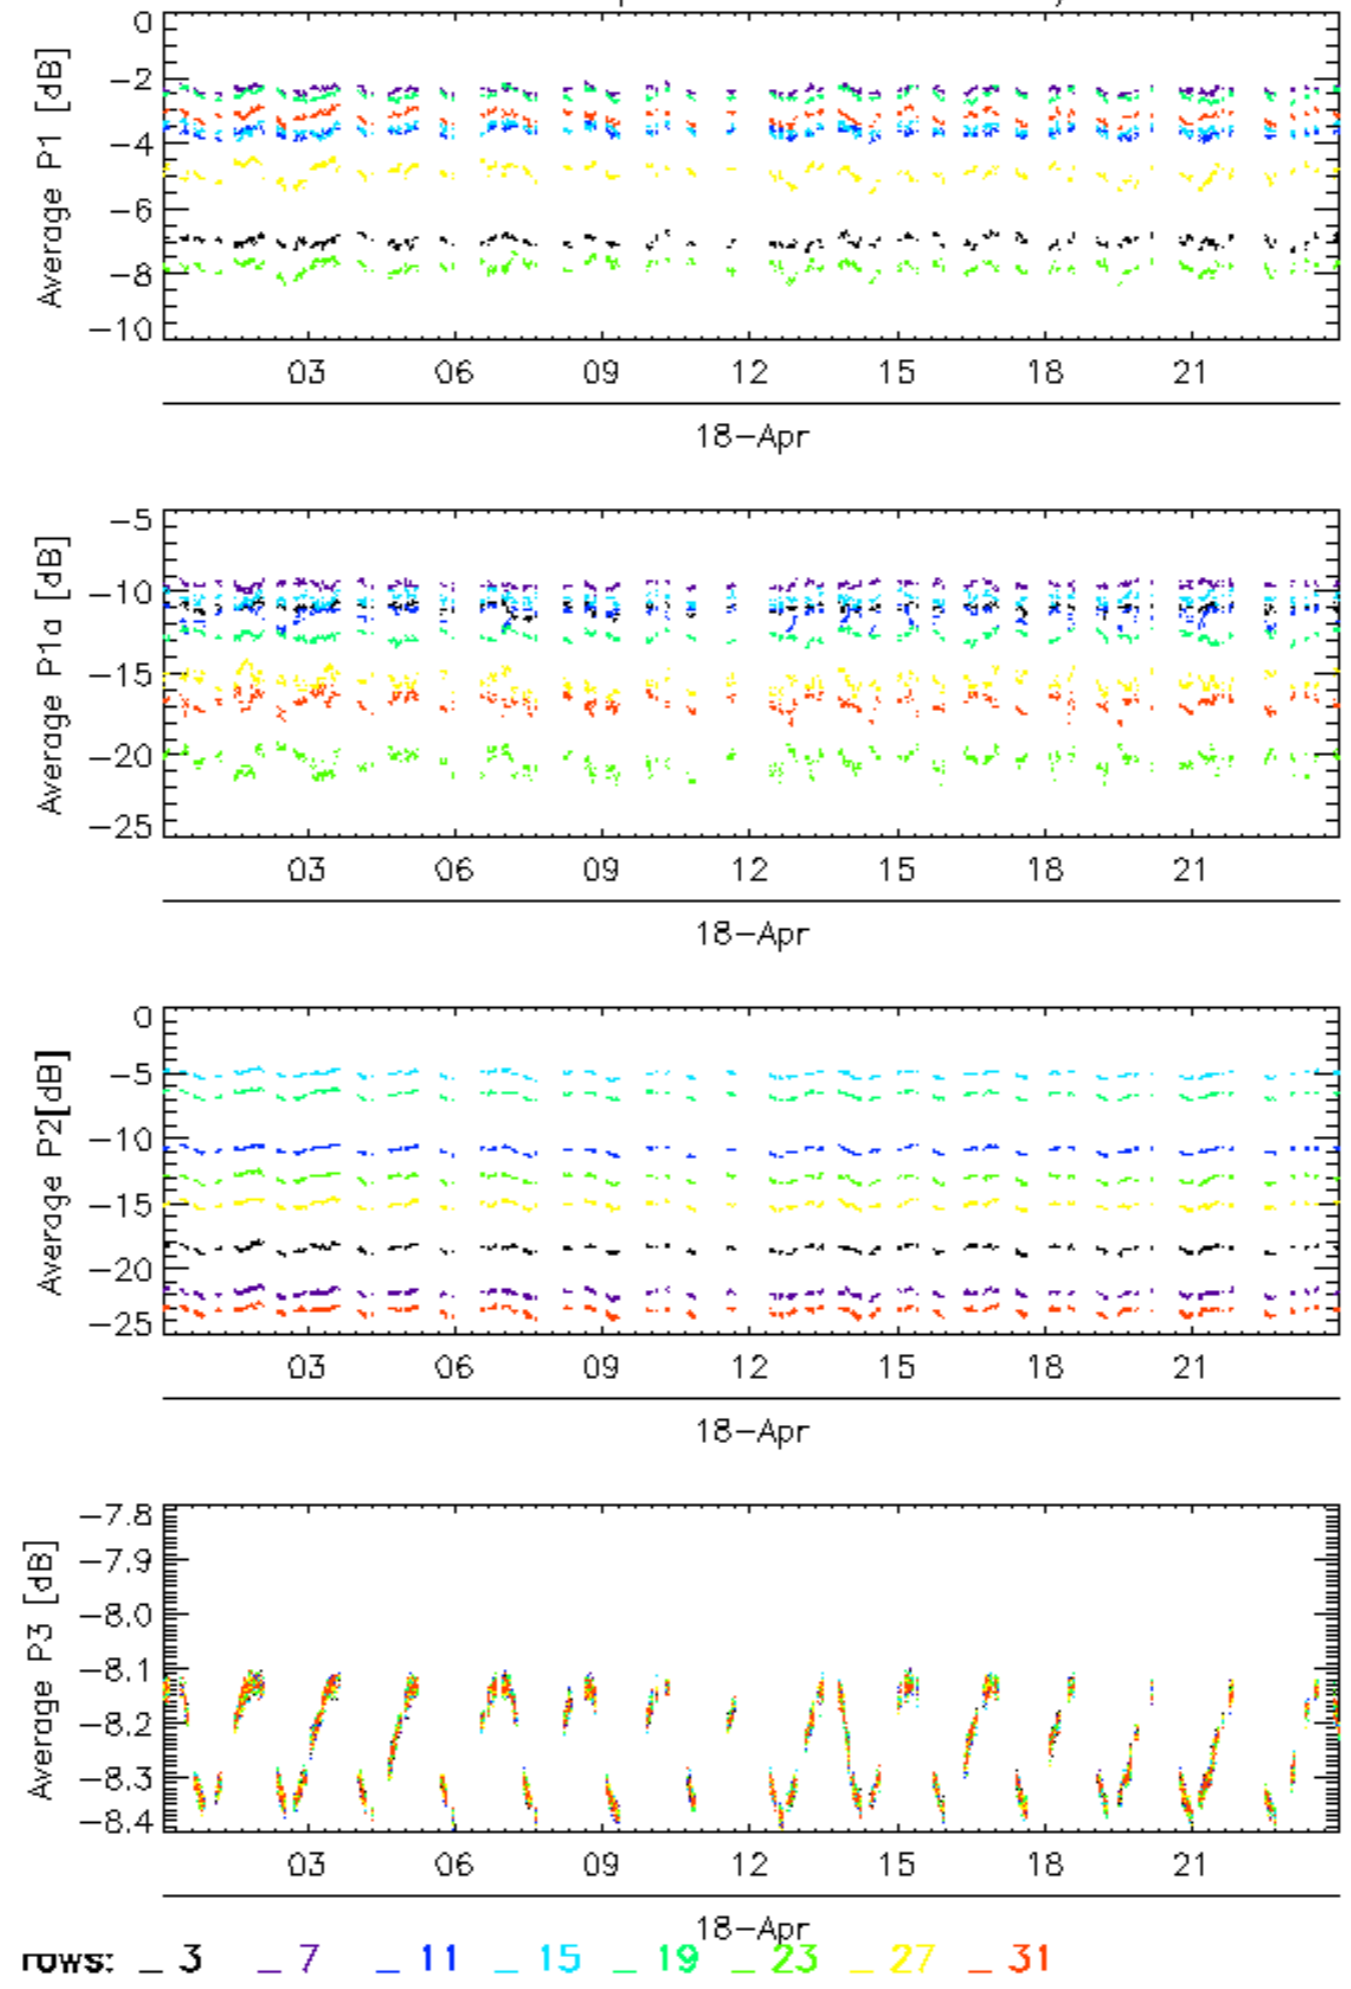 Average P1 [dB]
0
−2
−4
−6
−8
−10
03 06 09 12 15 18 21
18−Apr
Average P1a [dB]
−5
−10
−15
−20
−25
03 06 09 12 15 18 21
18−Apr
Average P2[dB]
0
−5
−10
−15
−20
−25
03 06 09 12 15 18 21
18−Apr
Average P3 [dB]
−7.8
−7.9
−8.0
−8.1
−8.2
−8.3
−8.4
03 06 09 12 15 18 21
18−Apr
rows: _ 3 _ 7 _ 11 _ 15 _ 19 _ 23 _ 27 _ 31